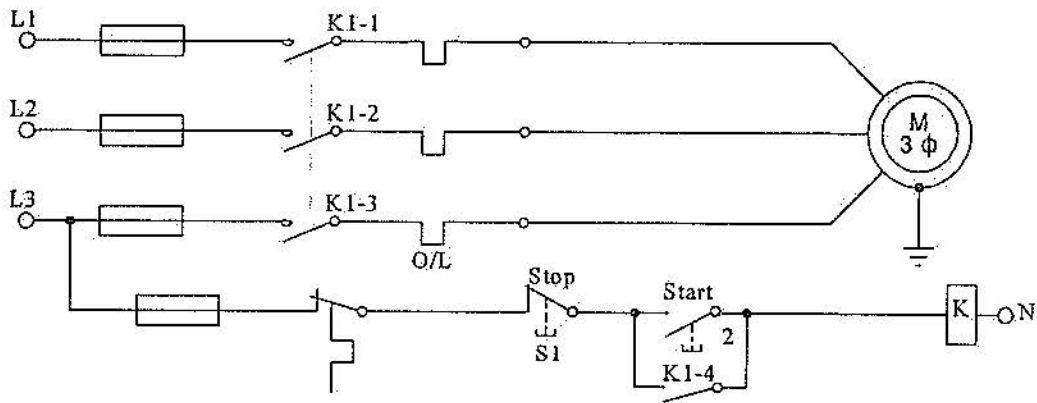 L1
K1-1
L2
K1-2
M
3 ϕ
L3
K1-3
O/L
Stop
Start
K
N
S1
2
K1-4